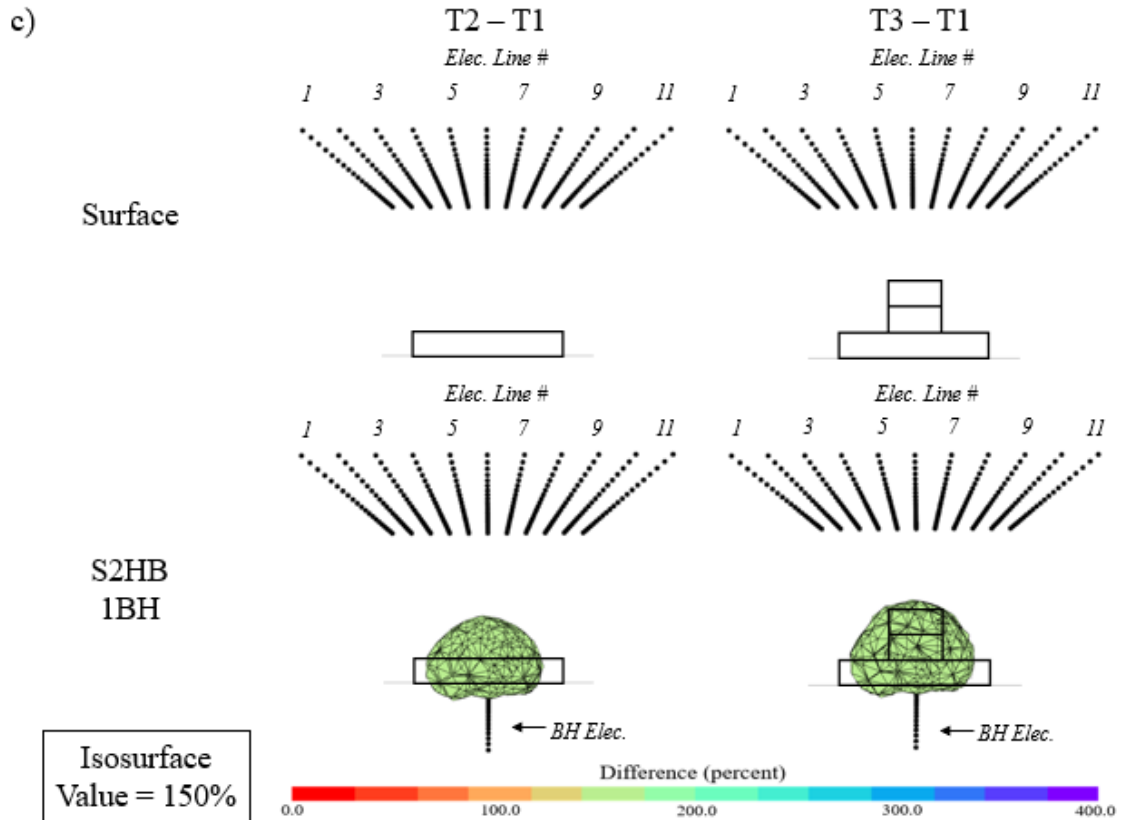 c)
T2 – T1
T3 – T1
Elec. Line #
Elec. Line #
1 3 5 7 9 11
1 3 5 7 9 11
Surface
Elec. Line #
Elec. Line #
1 3 5 7 9 11
1 3 5 7 9 11
S2HB
1BH
BH Elec.
BH Elec.
Isosurface
Value = 150%
Difference (percent)
0.0 100.0 200.0 300.0 400.0